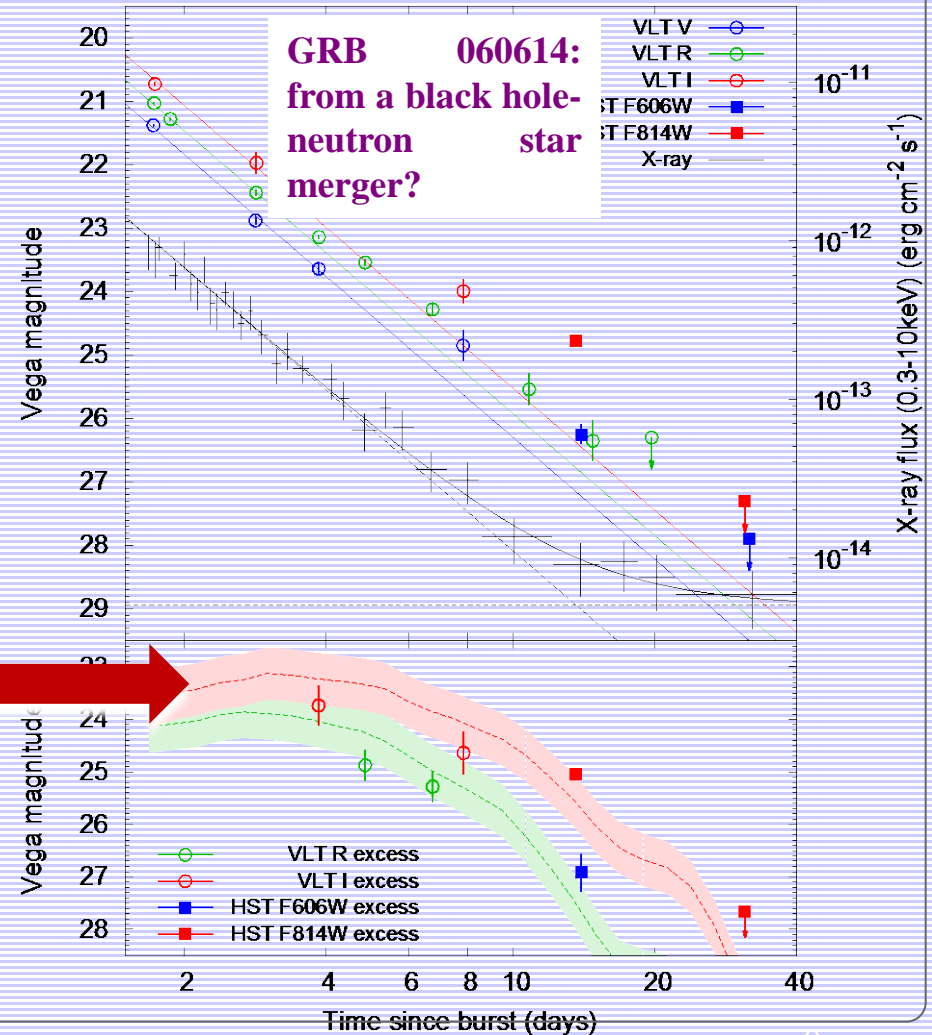 GRB 060614:
from a black hole-
neutron star
merger?
VLT V
VLT R
VLT I
ST F606W
ST F814W
X-ray
20
21
22
23
24
25
26
27
28
29
Vega magnitude
10-11
10-12
10-13
10-14
X-ray flux (0.3-10keV) (erg cm-2 s-1)
24
25
26
27
28
Vega magnitude
VLT R excess
VLT I excess
HST F606W excess
HST F814W excess
2
4
6
8
10
20
40
Time since burst (days)